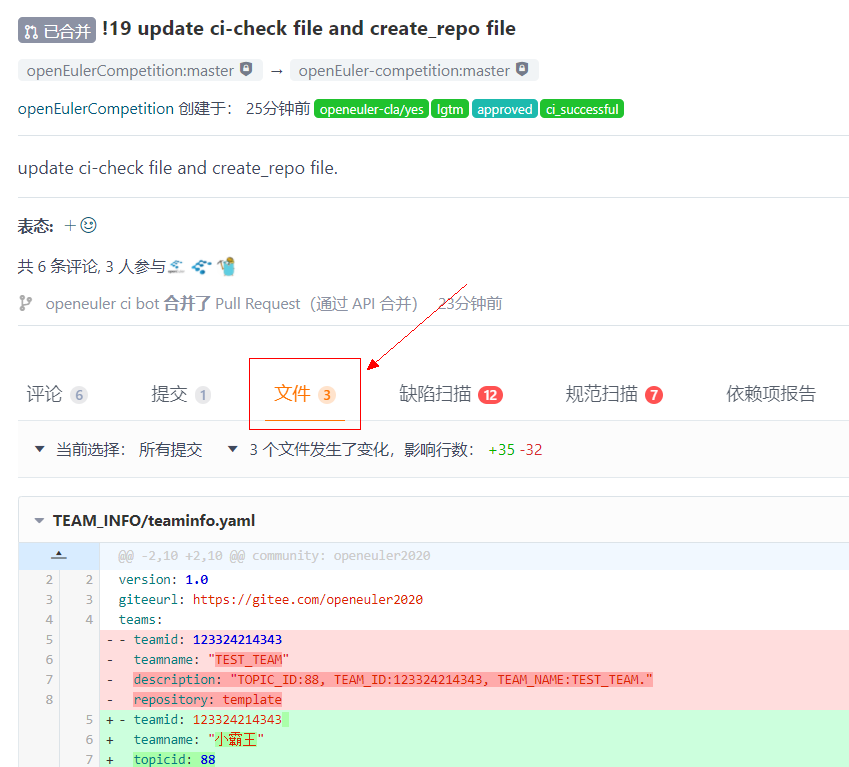 已合并 !19 update ci-check file and create_repo file
openEulerCompetition:master → openEuler-competition:master
openEulerCompetition 创建于： 25分钟前 openeuler-cla/yes lgtm approved ci_successful
update ci-check file and create_repo file.
表态: +
共 6 条评论, 3 人参与
openeuler ci bot 合并了 Pull Request（通过 API 合并） 23分钟前
评论 6 提交 1 文件 3 缺陷扫描 12 规范扫描 7 依赖项报告
当前选择： 所有提交 3 个文件发生了变化，影响行数： +35 -32
TEAM_INFO/teaminfo.yaml
@@ -2,10 +2,10 @@ community: openeuler2020
2 2 version: 1.0
3 3 giteeurl: https://gitee.com/openeuler2020
4 4 teams:
5 - - teamid: 123324214343
6 - teamname: "TEST_TEAM"
7 - description: "TOPIC_ID:88, TEAM_ID:123324214343, TEAM_NAME:TEST_TEAM."
8 - repository: template
5 + - teamid: 123324214343
6 + teamname: "小霸王"
7 + topicid: 88